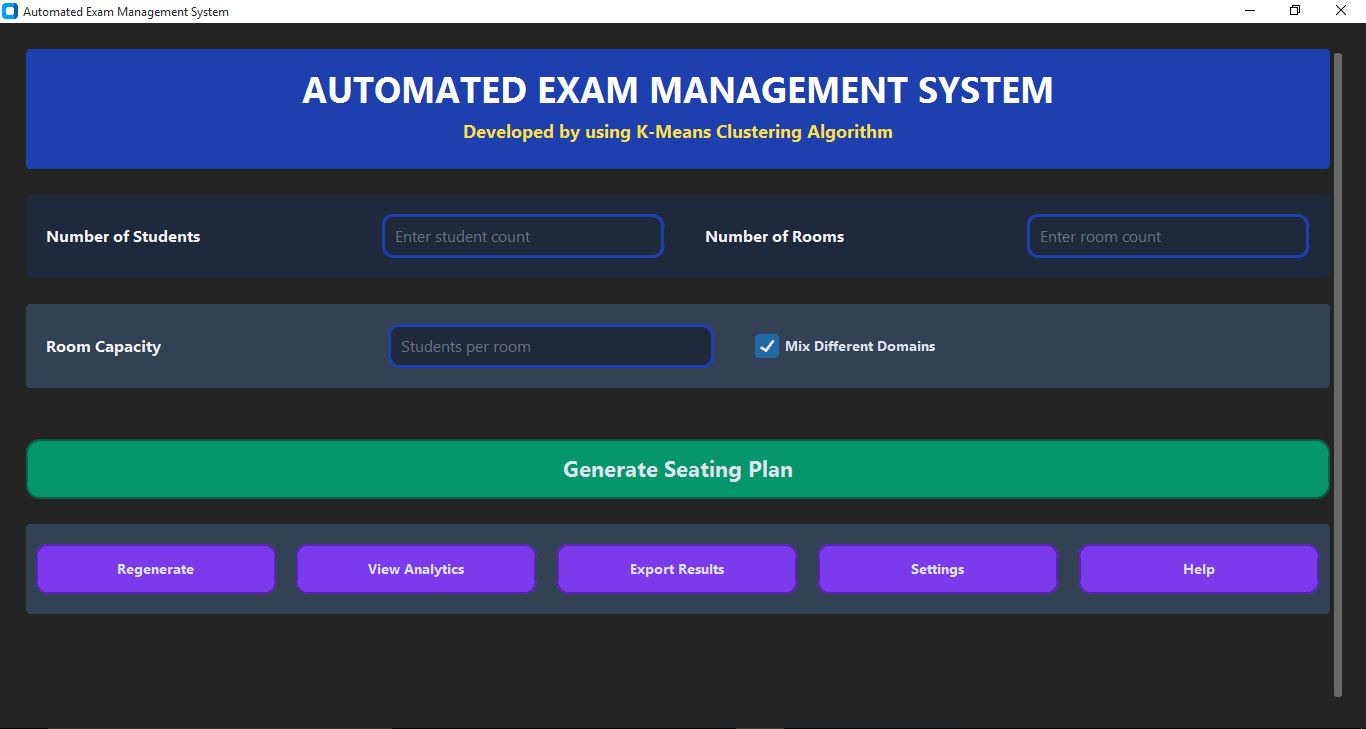 Automated Exam Management System
AUTOMATED EXAM MANAGEMENT SYSTEM
Developed by using K-Means Clustering Algorithm
Number of Students Enter student count Number of Rooms Enter room count
Room Capacity Students per room Mix Different Domains
Generate Seating Plan
Regenerate View Analytics Export Results Settings Help